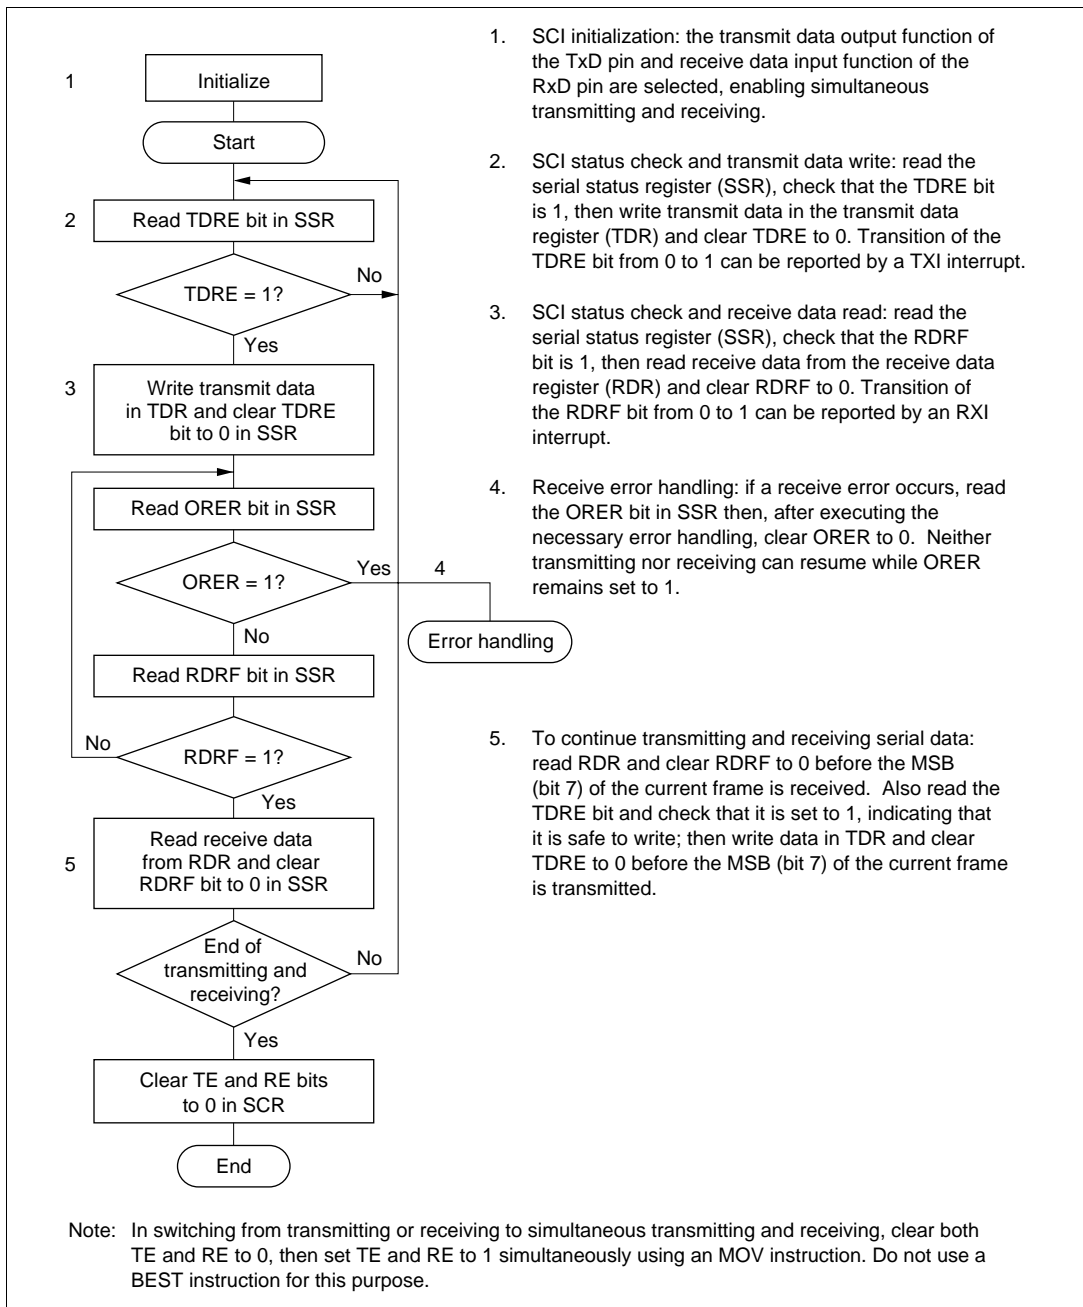 1
Initialize
Start
2
Read TDRE bit in SSR
TDRE = 1?
No
Yes
3
Write transmit data
in TDR and clear TDRE
bit to 0 in SSR
Read ORER bit in SSR
ORER = 1?
Yes
4
Error handling
No
Read RDRF bit in SSR
RDRF = 1?
No
Yes
5
Read receive data
from RDR and clear
RDRF bit to 0 in SSR
End of
transmitting and
receiving?
No
Yes
Clear TE and RE bits
to 0 in SCR
End
1. SCI initialization: the transmit data output function of
the TxD pin and receive data input function of the
RxD pin are selected, enabling simultaneous
transmitting and receiving.
2. SCI status check and transmit data write: read the
serial status register (SSR), check that the TDRE bit
is 1, then write transmit data in the transmit data
register (TDR) and clear TDRE to 0. Transition of the
TDRE bit from 0 to 1 can be reported by a TXI interrupt.
3. SCI status check and receive data read: read the
serial status register (SSR), check that the RDRF
bit is 1, then read receive data from the receive data
register (RDR) and clear RDRF to 0. Transition of
the RDRF bit from 0 to 1 can be reported by an RXI
interrupt.
4. Receive error handling: if a receive error occurs, read
the ORER bit in SSR then, after executing the
necessary error handling, clear ORER to 0. Neither
transmitting nor receiving can resume while ORER
remains set to 1.
5. To continue transmitting and receiving serial data:
read RDR and clear RDRF to 0 before the MSB
(bit 7) of the current frame is received. Also read the
TDRE bit and check that it is set to 1, indicating that
it is safe to write; then write data in TDR and clear
TDRE to 0 before the MSB (bit 7) of the current frame
is transmitted.
Note: In switching from transmitting or receiving to simultaneous transmitting and receiving, clear both
TE and RE to 0, then set TE and RE to 1 simultaneously using an MOV instruction. Do not use a
BEST instruction for this purpose.